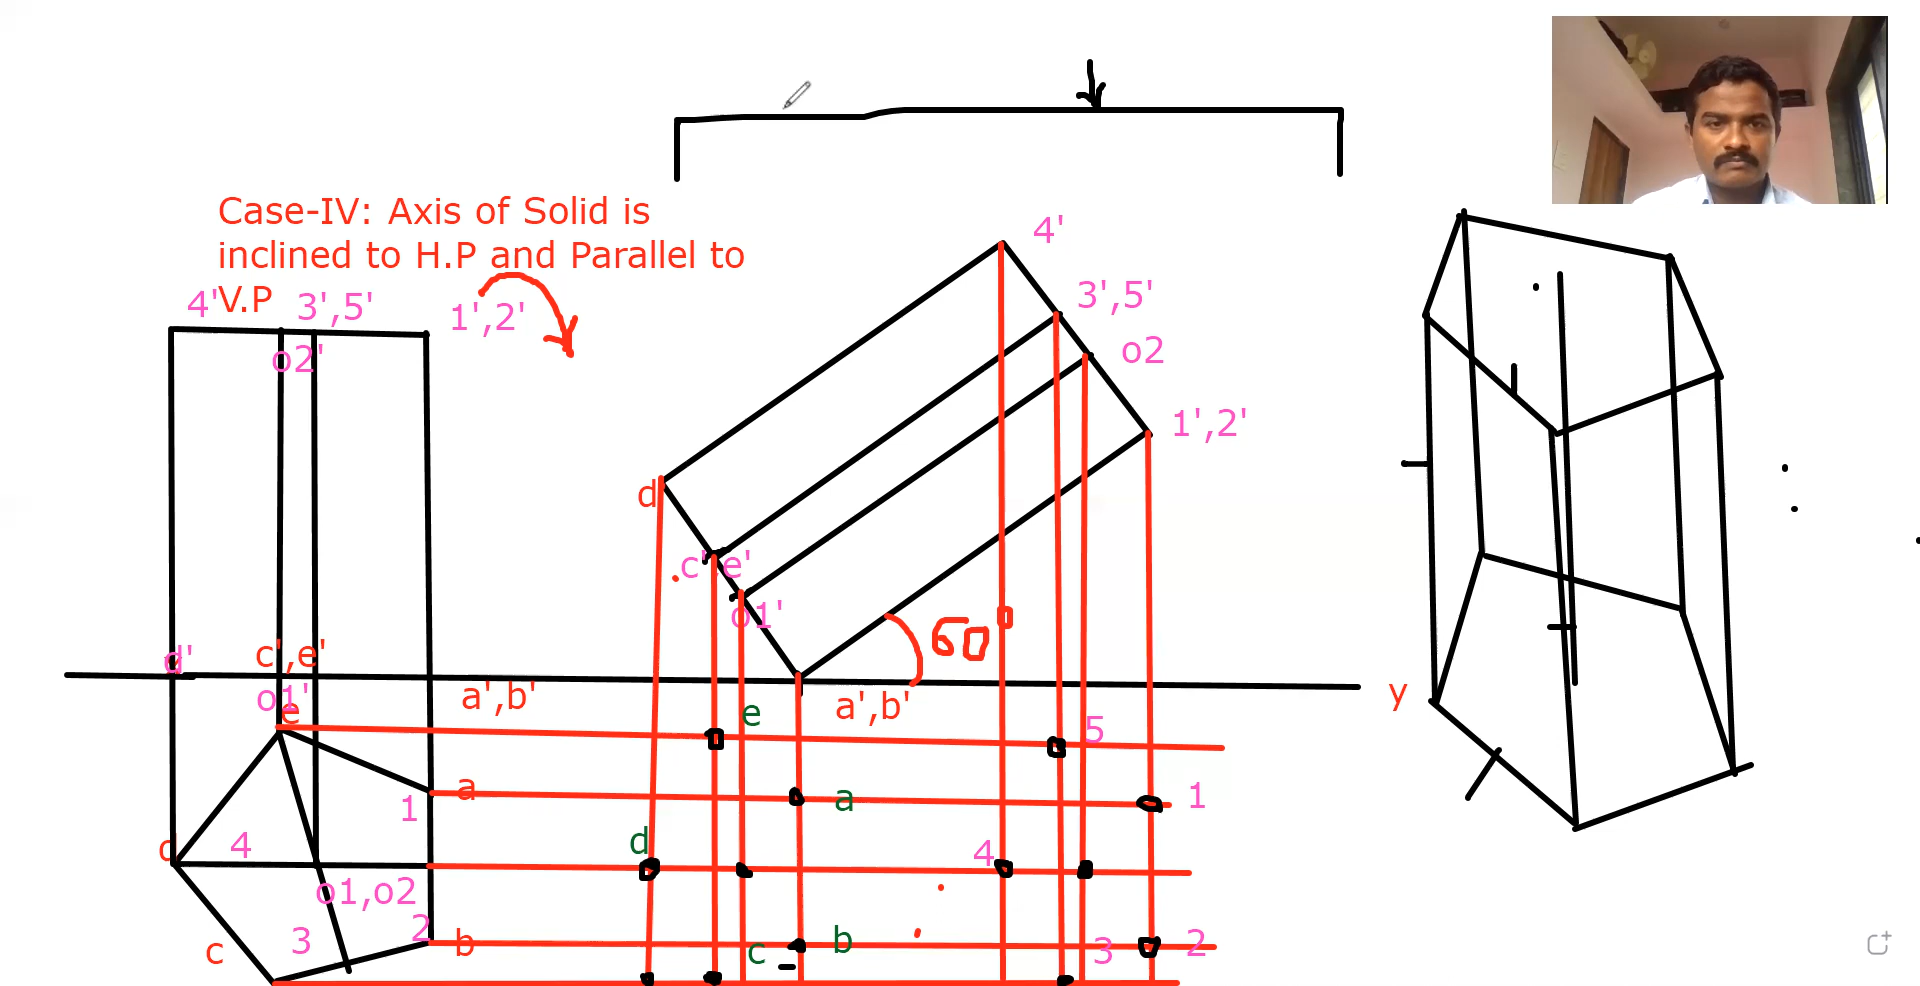 Case-IV: Axis of Solid is
inclined to H.P and Parallel to
V.P
4'
3',5'
1',2'
o2'
4'
3',5'
o2
1',2'
d
c' e'
o1'
60°
d'
c',e'
o1'
e
a',b'
a',b'
y
e
5
a
1
a
1
d
4
d
4
o1,o2
2
b
3
c
c
b
3
2